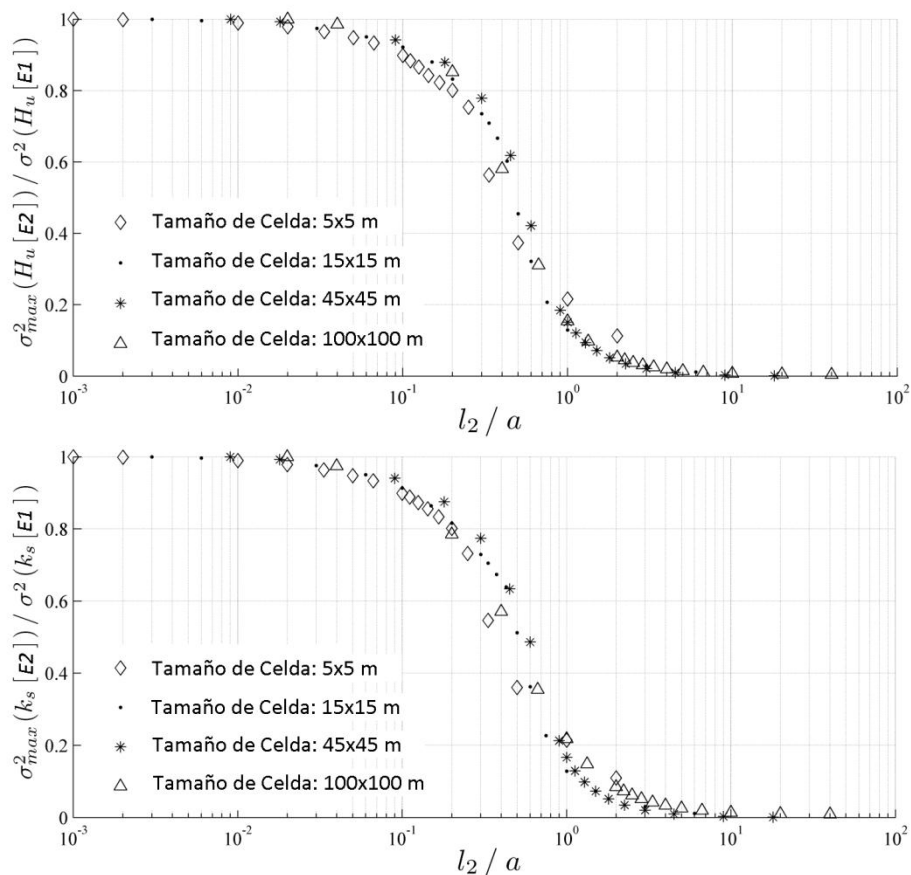 σ²max(Hu[E2]) / σ²(Hu[E1])
1
0.8
0.6
0.4
0.2
0
Tamaño de Celda: 5x5 m
Tamaño de Celda: 15x15 m
Tamaño de Celda: 45x45 m
Tamaño de Celda: 100x100 m
10⁻³ 10⁻² 10⁻¹ 10⁰ 10¹ 10²
l₂ / a
σ²max(ks[E2]) / σ²(ks[E1])
1
0.8
0.6
0.4
0.2
0
Tamaño de Celda: 5x5 m
Tamaño de Celda: 15x15 m
Tamaño de Celda: 45x45 m
Tamaño de Celda: 100x100 m
10⁻³ 10⁻² 10⁻¹ 10⁰ 10¹ 10²
l₂ / a